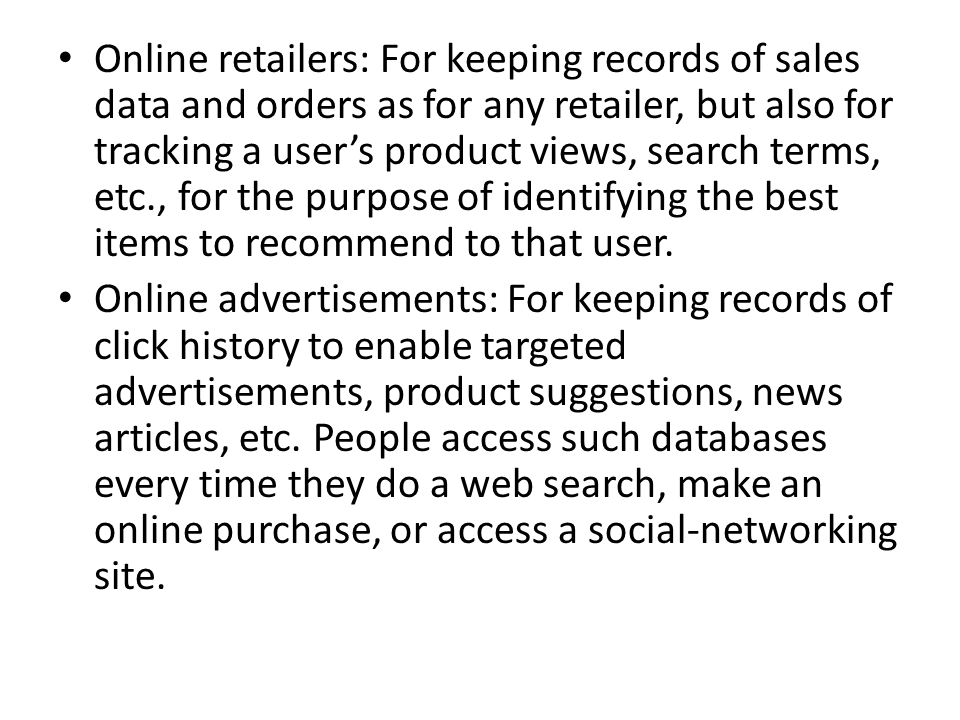 • Online retailers: For keeping records of sales
data and orders as for any retailer, but also for
tracking a user’s product views, search terms,
etc., for the purpose of identifying the best
items to recommend to that user.
• Online advertisements: For keeping records of
click history to enable targeted
advertisements, product suggestions, news
articles, etc. People access such databases
every time they do a web search, make an
online purchase, or access a social-networking
site.